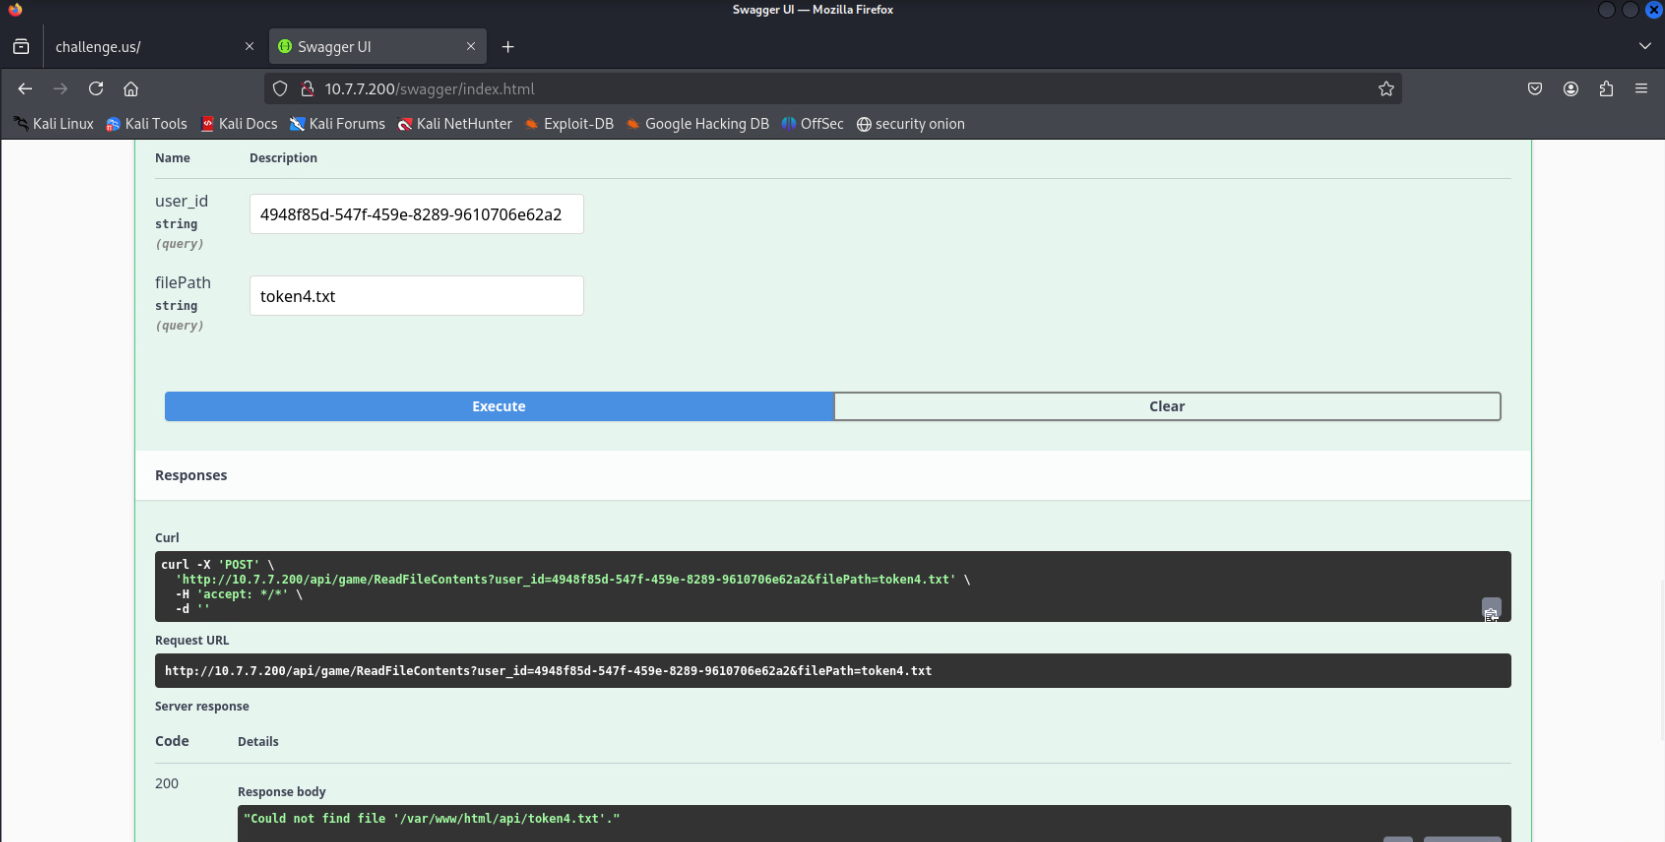 Swagger UI — Mozilla Firefox
challenge.us/
Swagger UI
10.7.7.200/swagger/index.html
Kali Linux Kali Tools Kali Docs Kali Forums Kali NetHunter Exploit-DB Google Hacking DB OffSec security onion
Name Description
user_id
string
(query)
4948f85d-547f-459e-8289-9610706e62a2
filePath
string
(query)
token4.txt
Execute Clear
Responses
Curl
curl -X 'POST' \
'http://10.7.7.200/api/game/ReadFileContents?user_id=4948f85d-547f-459e-8289-9610706e62a2&filePath=token4.txt' \
-H 'accept: */*' \
-d ''
Request URL
http://10.7.7.200/api/game/ReadFileContents?user_id=4948f85d-547f-459e-8289-9610706e62a2&filePath=token4.txt
Server response
Code Details
200
Response body
"Could not find file '/var/www/html/api/token4.txt'."